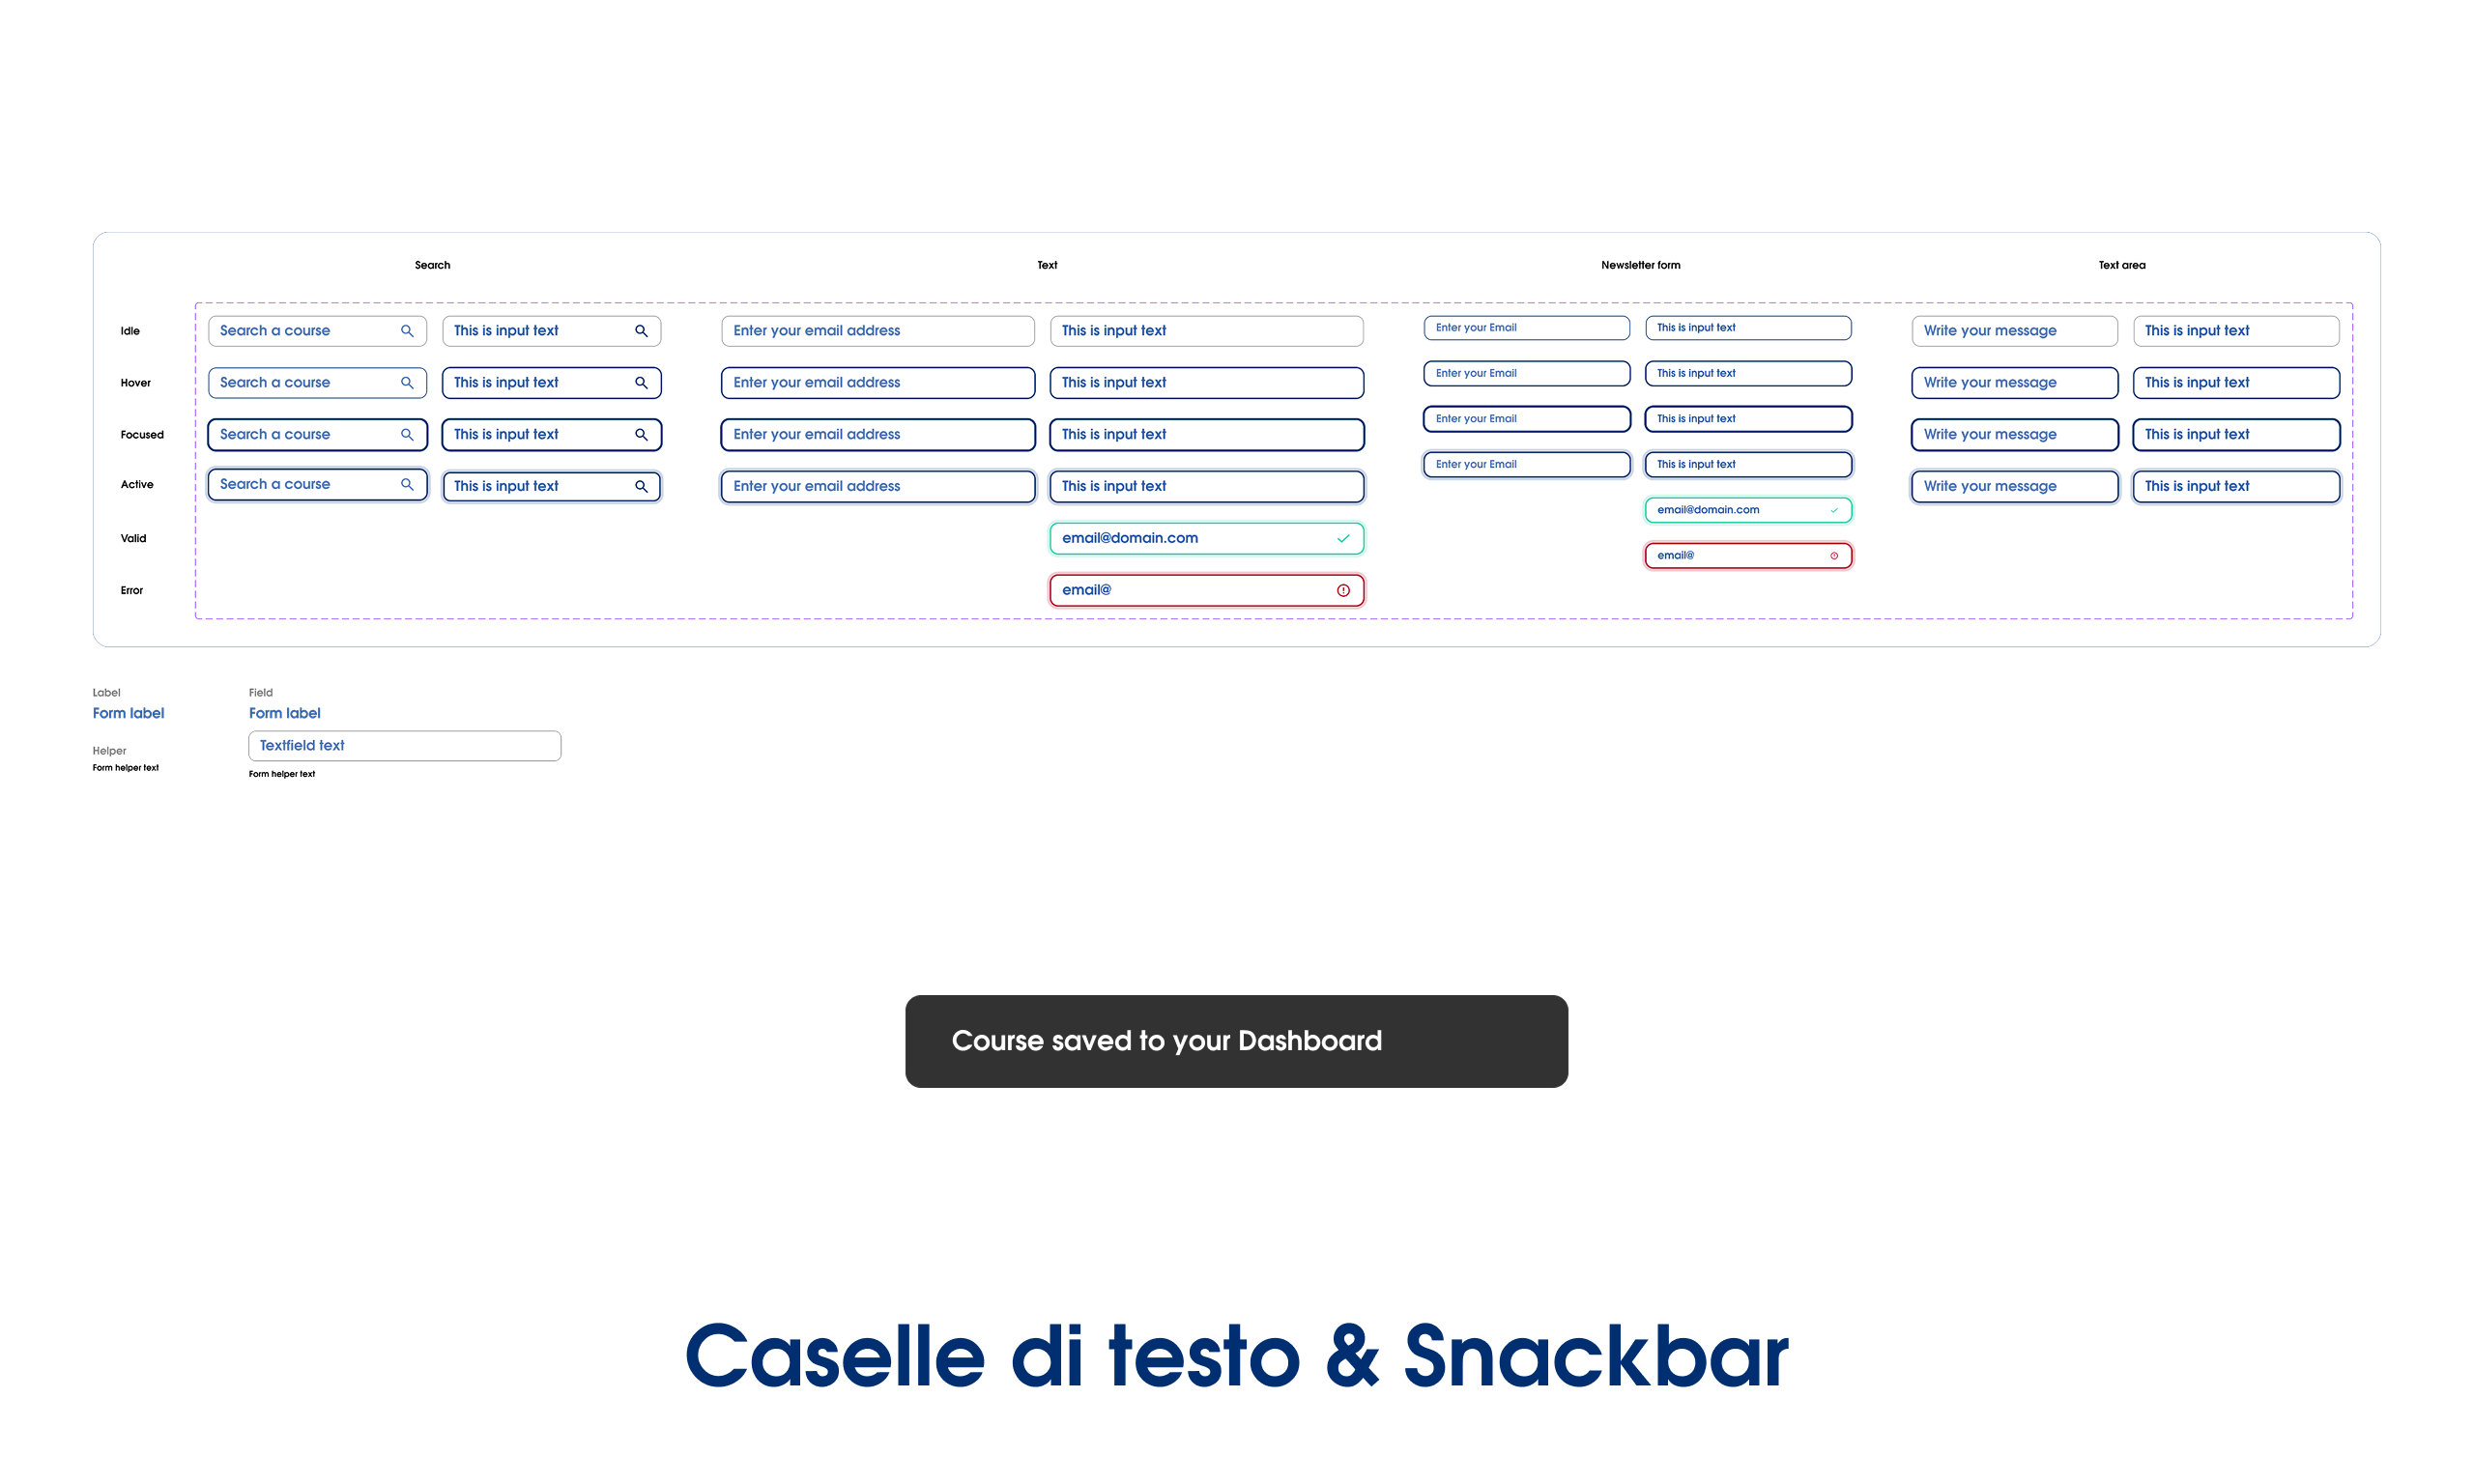 Search Text Newsletter form Text area
Idle Search a course This is input text Enter your email address This is input text Enter your Email This is input text Write your message This is input text
Hover Search a course This is input text Enter your email address This is input text Enter your Email This is input text Write your message This is input text
Focused Search a course This is input text Enter your email address This is input text Enter your Email This is input text Write your message This is input text
Active Search a course This is input text Enter your email address This is input text Enter your Email This is input text Write your message This is input text
Valid email@domain.com email@domain.com
Error email@ email@
Label
Form label
Helper
Form helper text
Field
Form label
Textfield text
Form helper text
Course saved to your Dashboard
Caselle di testo & Snackbar